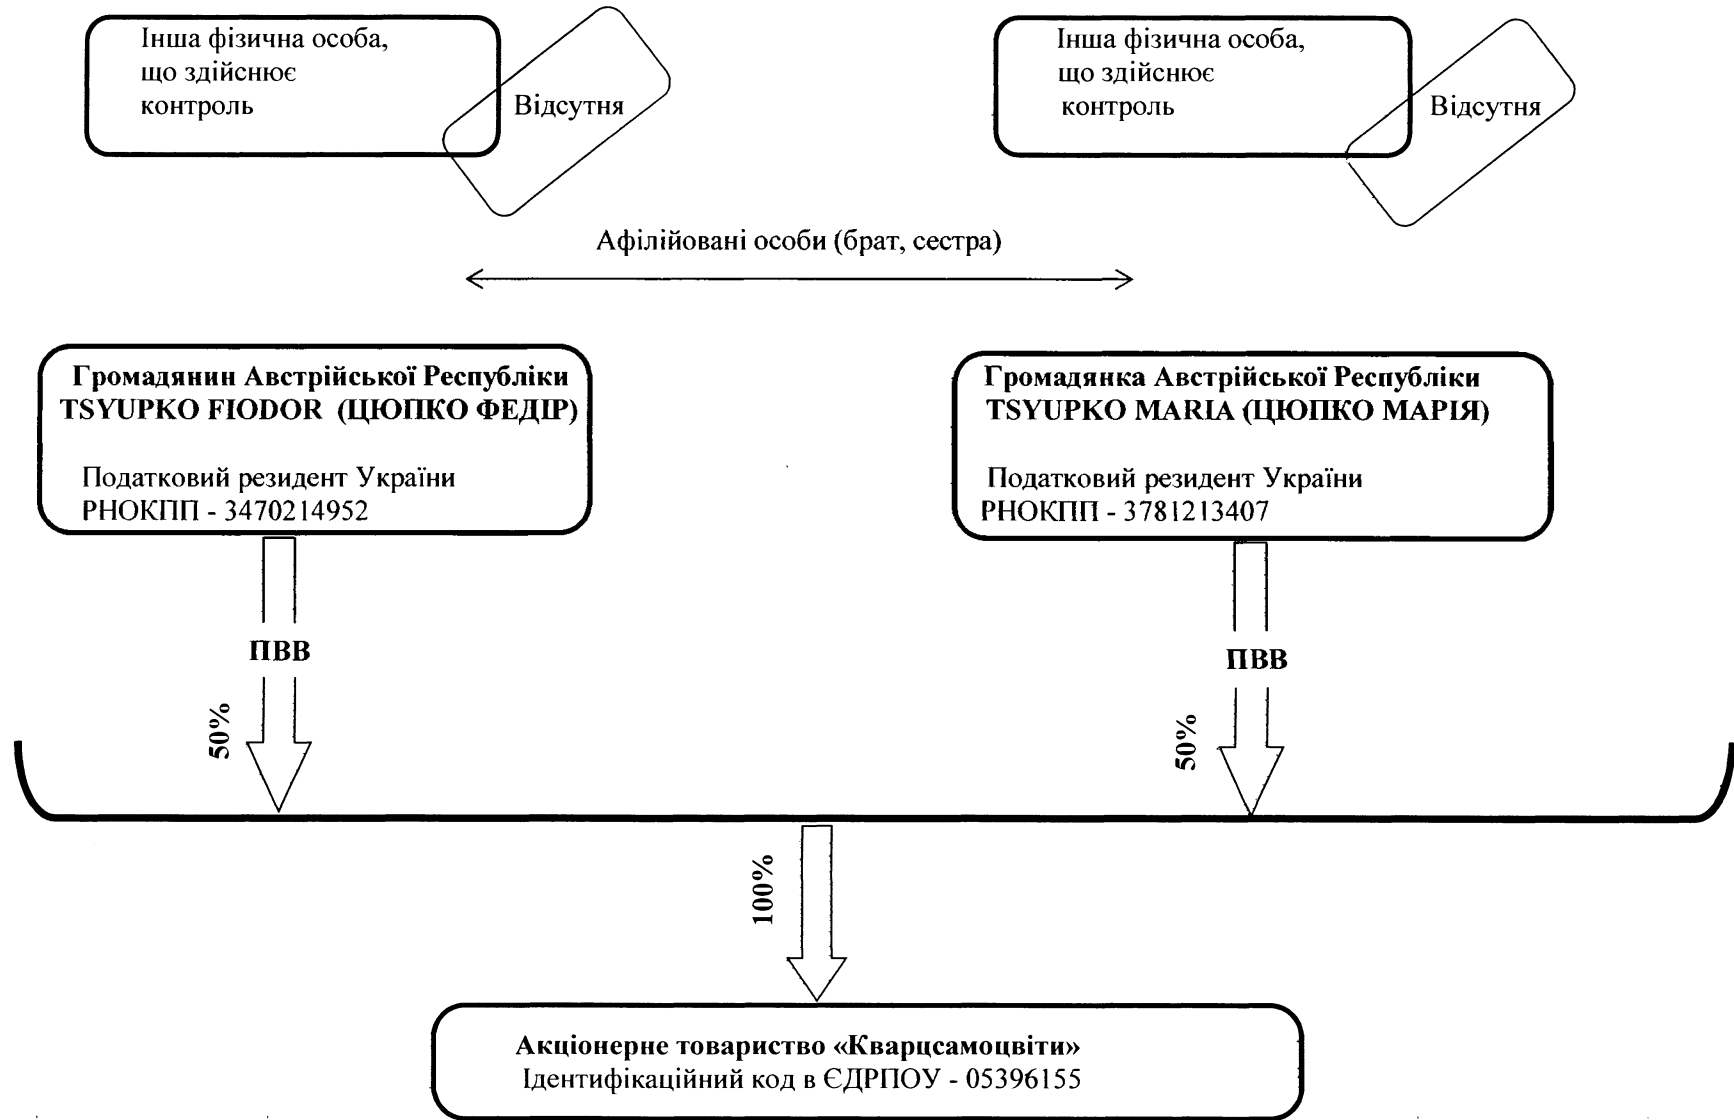 Інша фізична особа,
що здійснює
контроль
Відсутня
Інша фізична особа,
що здійснює
контроль
Відсутня
Афілійовані особи (брат, сестра)
Громадянин Австрійської Республіки
TSYUPKO FIODOR (ЦЮПКО ФЕДІР)
Податковий резидент України
РНОКПП - 3470214952
Громадянка Австрійської Республіки
TSYUPKO MARIA (ЦЮПКО МАРІЯ)
Податковий резидент України
РНОКПП - 3781213407
ПВВ
50%
ПВВ
50%
100%
Акціонерне товариство «Кварцсамоцвіти»
Ідентифікаційний код в ЄДРПОУ - 05396155